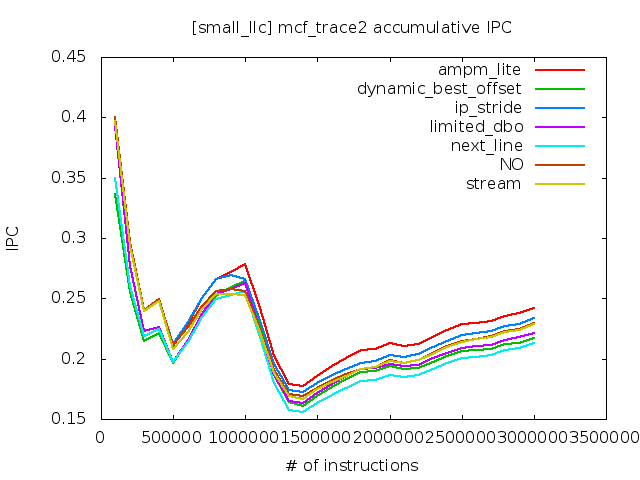 [small_llc] mcf_trace2 accumulative IPC
0.45
0.4
0.35
0.3
0.25
0.2
0.15
IPC
ampm_lite
dynamic_best_offset
ip_stride
limited_dbo
next_line
NO
stream
0 500000 1000000 1500000 2000000 2500000 3000000 3500000
# of instructions